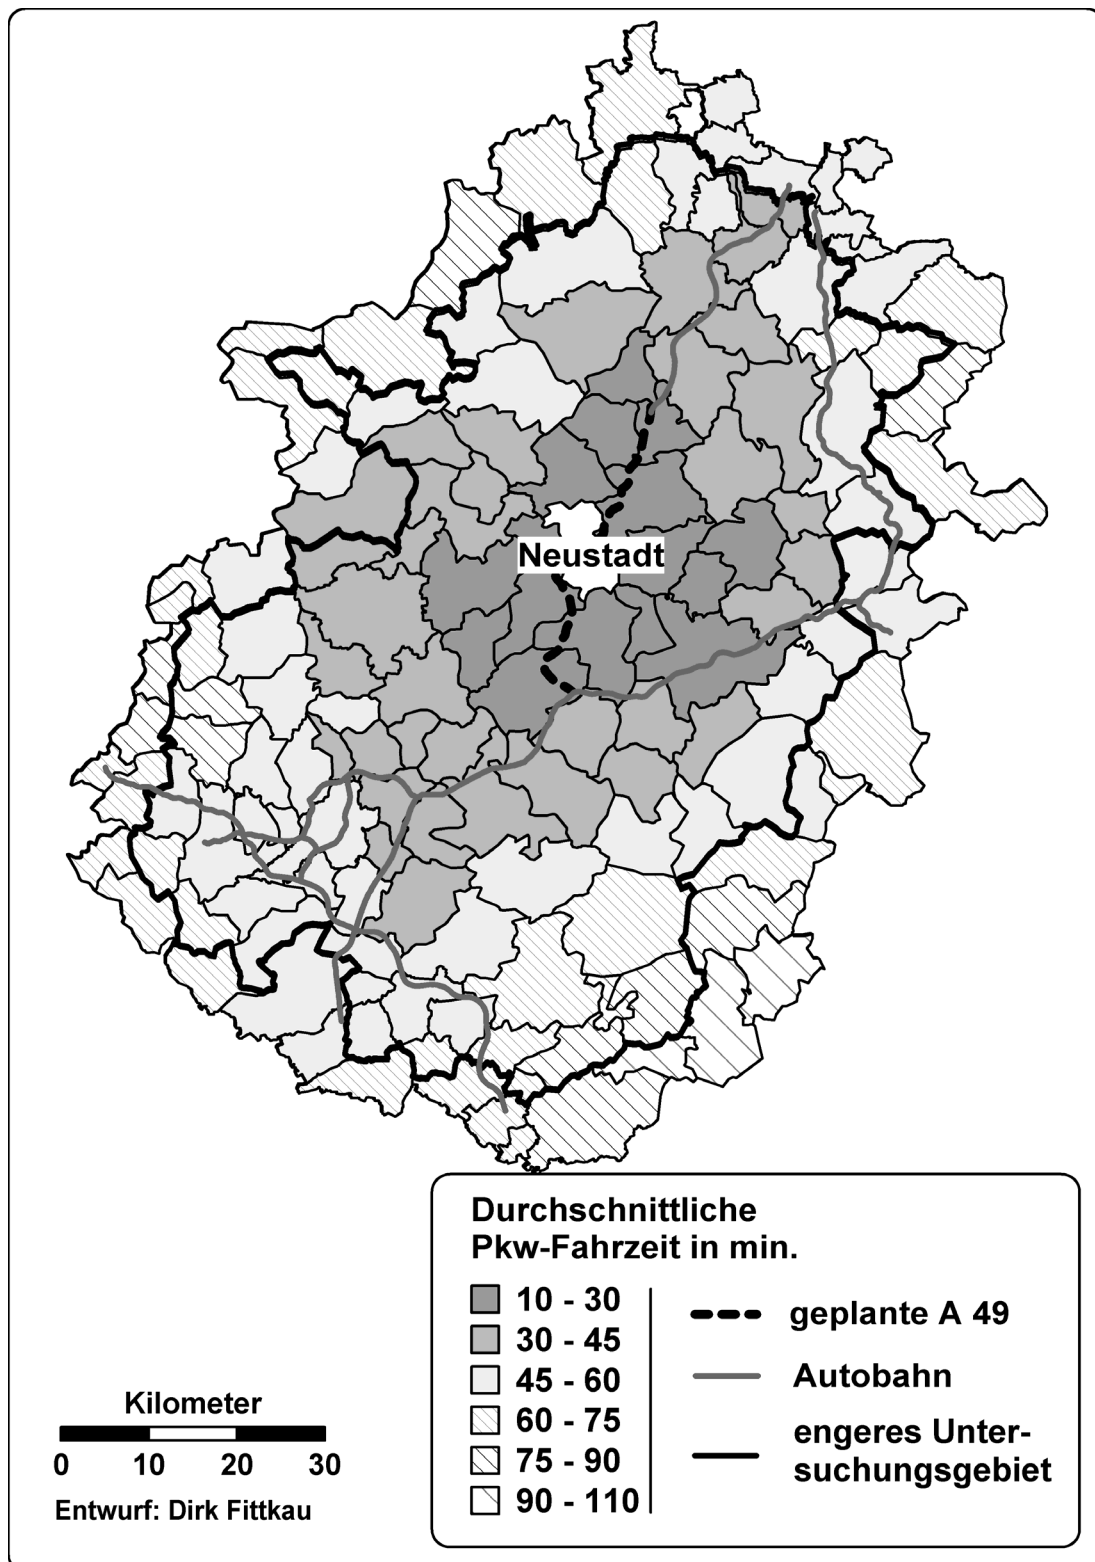 Neustadt
Durchschnittliche
Pkw-Fahrzeit in min.
10 - 30
30 - 45
45 - 60
60 - 75
75 - 90
90 - 110
geplante A 49
Autobahn
engeres Unter-
suchungsgebiet
Kilometer
0 10 20 30
Entwurf: Dirk Fittkau